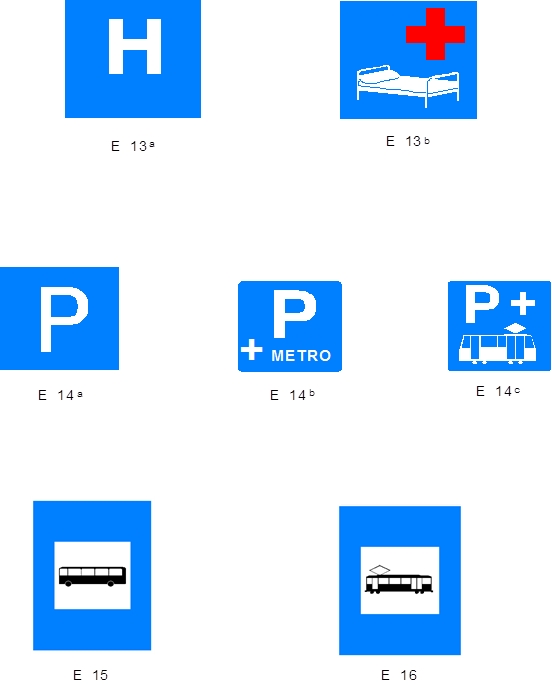 H
E 13a
E 13b
P
P
+ METRO
P +
E 14a
E 14b
E 14c
E 15
E 16